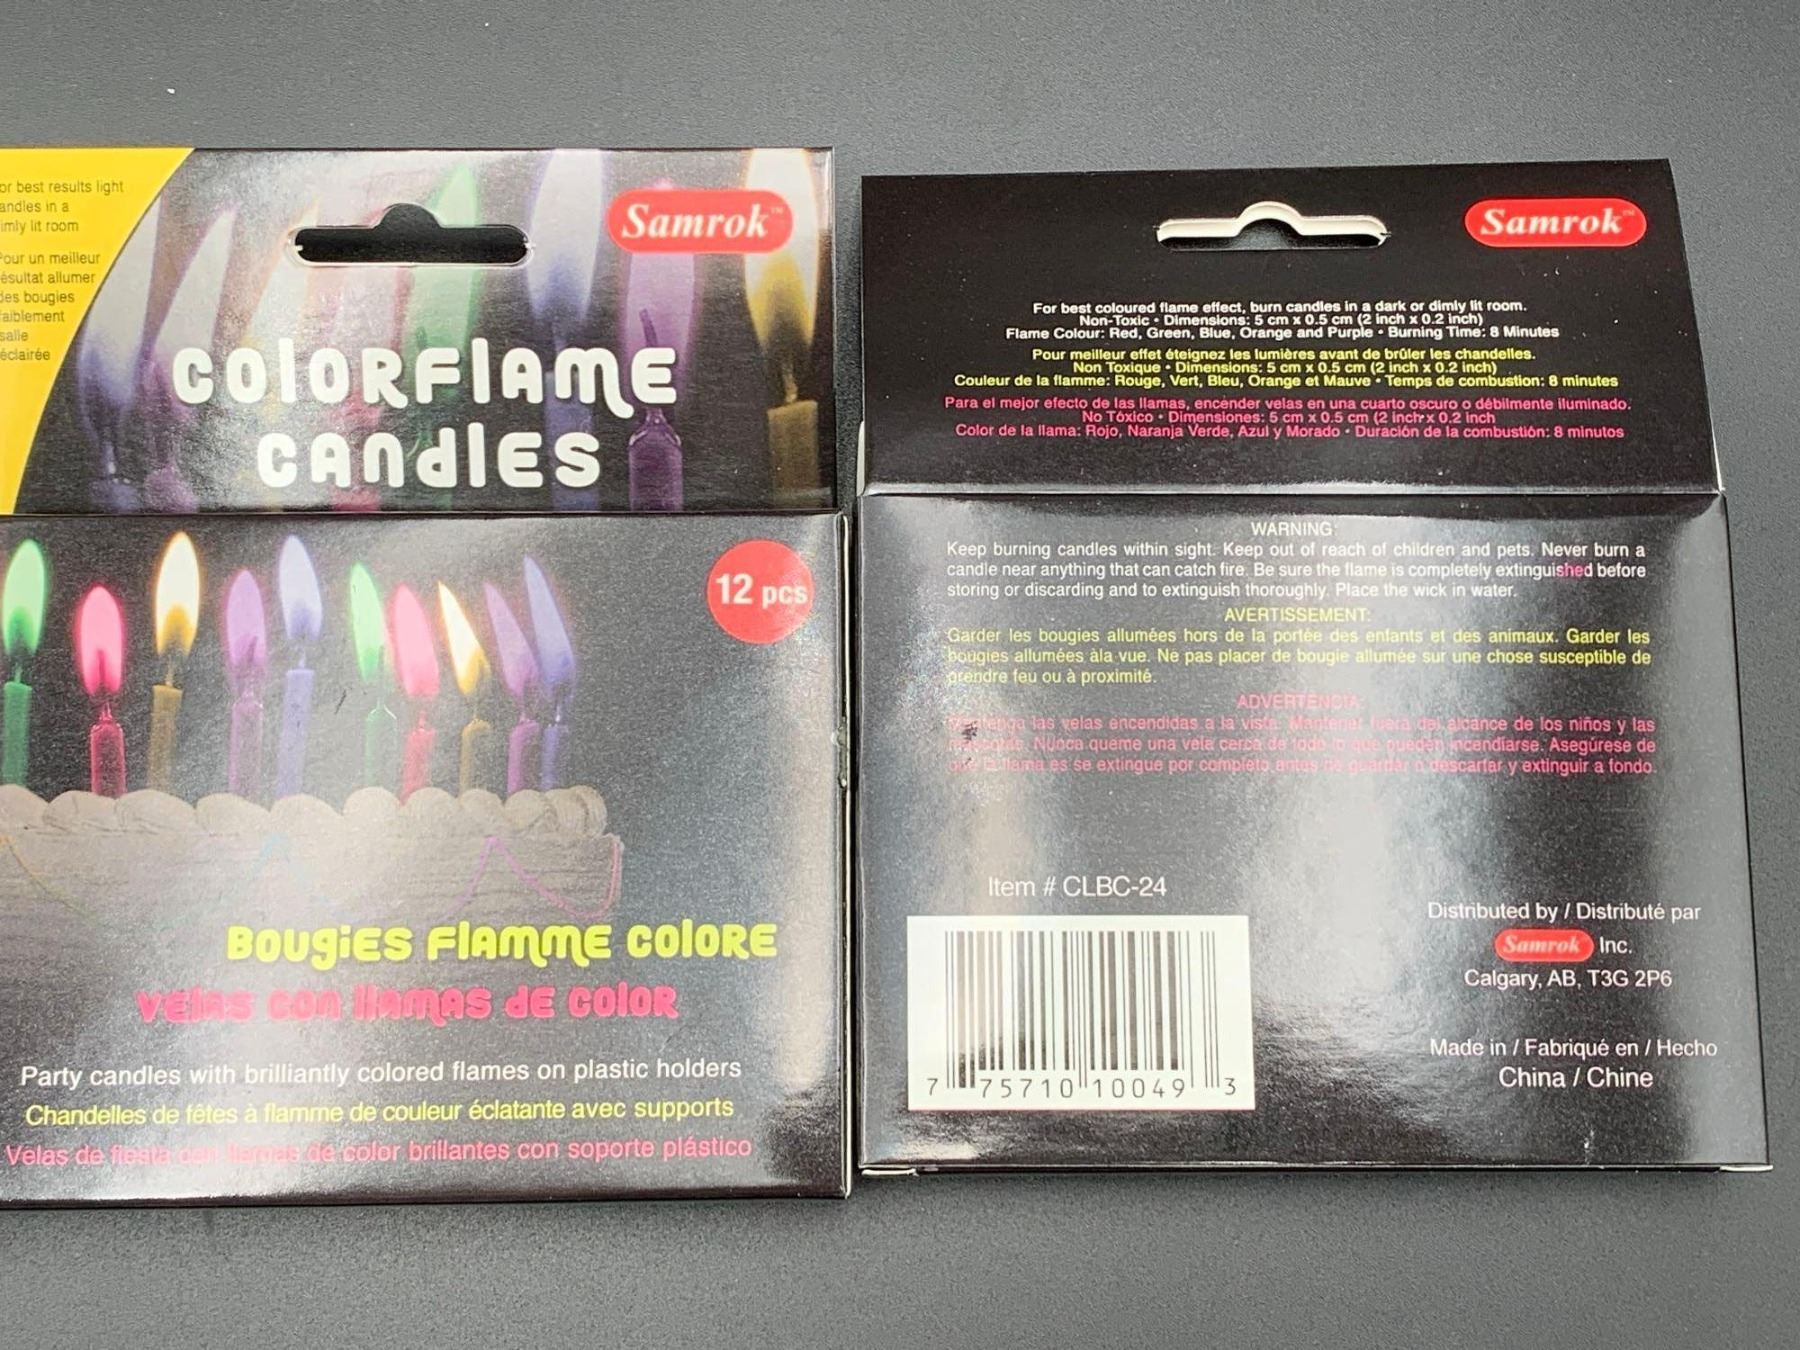 or best results light
andles in a
imly lit room
Pour un meilleur
ésultat allumer
des bougies
faiblement
salle
éclairée
Samrok™
COlORFlAME
CANdlES
12 pcs
BOUGiES FlAMME COlORE
VElAS CON llAMAS dE COlOR
Party candles with brilliantly colored flames on plastic holders
Chandelles de fêtes à flamme de couleur éclatante avec supports
Velas de fiesta con llamas de color brillantes con soporte plástico
Samrok™
For best coloured flame effect, burn candles in a dark or dimly lit room.
Non-Toxic • Dimensions: 5 cm x 0.5 cm (2 inch x 0.2 inch)
Flame Colour: Red, Green, Blue, Orange and Purple • Burning Time: 8 Minutes
Pour meilleur effet éteignez les lumières avant de brûler les chandelles.
Non Toxique • Dimensions: 5 cm x 0.5 cm (2 inch x 0.2 inch)
Couleur de la flamme: Rouge, Vert, Bleu, Orange et Mauve • Temps de combustion: 8 minutes
Para el mejor efecto de las llamas, encender velas en una cuarto oscuro o débilmente iluminado.
No Tóxico • Dimensiones: 5 cm x 0.5 cm (2 inch x 0.2 inch
Color de la llama: Rojo, Naranja Verde, Azul y Morado • Duración de la combustión: 8 minutos
WARNING:
Keep burning candles within sight. Keep out of reach of children and pets. Never burn a
candle near anything that can catch fire. Be sure the flame is completely extinguished before
storing or discarding and to extinguish thoroughly. Place the wick in water.
AVERTISSEMENT:
Garder les bougies allumées hors de la portée des enfants et des animaux. Garder les
bougies allumées àla vue. Ne pas placer de bougie allumée sur une chose susceptible de
prendre feu ou à proximité.
ADVERTENCIA:
Mantenga las velas encendidas a la vista. Mantener fuera del alcance de los niños y las
mascotas. Nunca queme una vela cerca de todo lo que pueden incendiarse. Asegúrese de
que la llama es se extingue por completo antes de guardar o descartar y extinguir a fondo.
Item # CLBC-24
7 75710 10049 3
Distributed by / Distribué par
Samrok Inc.
Calgary, AB, T3G 2P6
Made in / Fabriqué en / Hecho
China / Chine